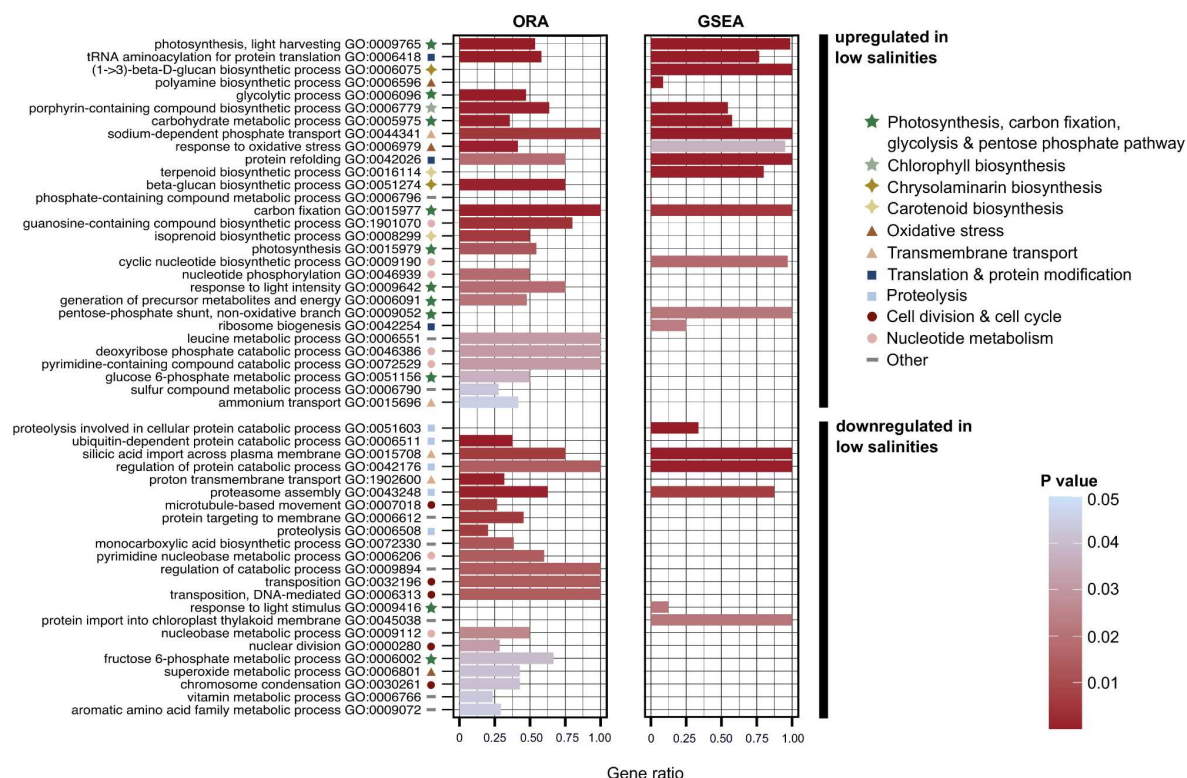 ORA
GSEA
photosynthesis, light harvesting GO:0009765
tRNA aminoacylation for protein translation GO:0006418
(1->3)-beta-D-glucan biosynthetic process GO:0006075
polyamine biosynthetic process GO:0006596
glycolytic process GO:0006096
porphyrin-containing compound biosynthetic process GO:0006779
carbohydrate metabolic process GO:0005975
sodium-dependent phosphate transport GO:0044341
response to oxidative stress GO:0006979
protein refolding GO:0042026
terpenoid biosynthetic process GO:0016114
beta-glucan biosynthetic process GO:0051274
phosphate-containing compound metabolic process GO:0006796
carbon fixation GO:0015977
guanosine-containing compound biosynthetic process GO:1901070
isoprenoid biosynthetic process GO:0008299
photosynthesis GO:0015979
cyclic nucleotide biosynthetic process GO:0009190
nucleotide phosphorylation GO:0046939
response to light intensity GO:0009642
generation of precursor metabolites and energy GO:0006091
pentose-phosphate shunt, non-oxidative branch GO:0009052
ribosome biogenesis GO:0042254
leucine metabolic process GO:0006551
deoxyribose phosphate catabolic process GO:0046386
pyrimidine-containing compound catabolic process GO:0072529
glucose 6-phosphate metabolic process GO:0051156
sulfur compound metabolic process GO:0006790
ammonium transport GO:0015696
proteolysis involved in cellular protein catabolic process GO:0051603
ubiquitin-dependent protein catabolic process GO:0006511
silicic acid import across plasma membrane GO:0015708
regulation of protein catabolic process GO:0042176
proton transmembrane transport GO:1902600
proteasome assembly GO:0043248
microtubule-based movement GO:0007018
protein targeting to membrane GO:0006612
proteolysis GO:0006508
monocarboxylic acid biosynthetic process GO:0072330
pyrimidine nucleobase metabolic process GO:0006206
regulation of catabolic process GO:0009894
transposition GO:0032196
transposition, DNA-mediated GO:0006313
response to light stimulus GO:0009416
protein import into chloroplast thylakoid membrane GO:0045038
nucleobase metabolic process GO:0009112
nuclear division GO:0000280
fructose 6-phosphate metabolic process GO:0006002
superoxide metabolic process GO:0006801
chromosome condensation GO:0030261
vitamin metabolic process GO:0006766
aromatic amino acid family metabolic process GO:0009072
0 0.25 0.50 0.75 1.00
0 0.25 0.50 0.75 1.00
Gene ratio
upregulated in
low salinities
Photosynthesis, carbon fixation,
glycolysis & pentose phosphate pathway
Chlorophyll biosynthesis
Chrysolaminarin biosynthesis
Carotenoid biosynthesis
Oxidative stress
Transmembrane transport
Translation & protein modification
Proteolysis
Cell division & cell cycle
Nucleotide metabolism
Other
downregulated in
low salinities
P value
0.05
0.04
0.03
0.02
0.01